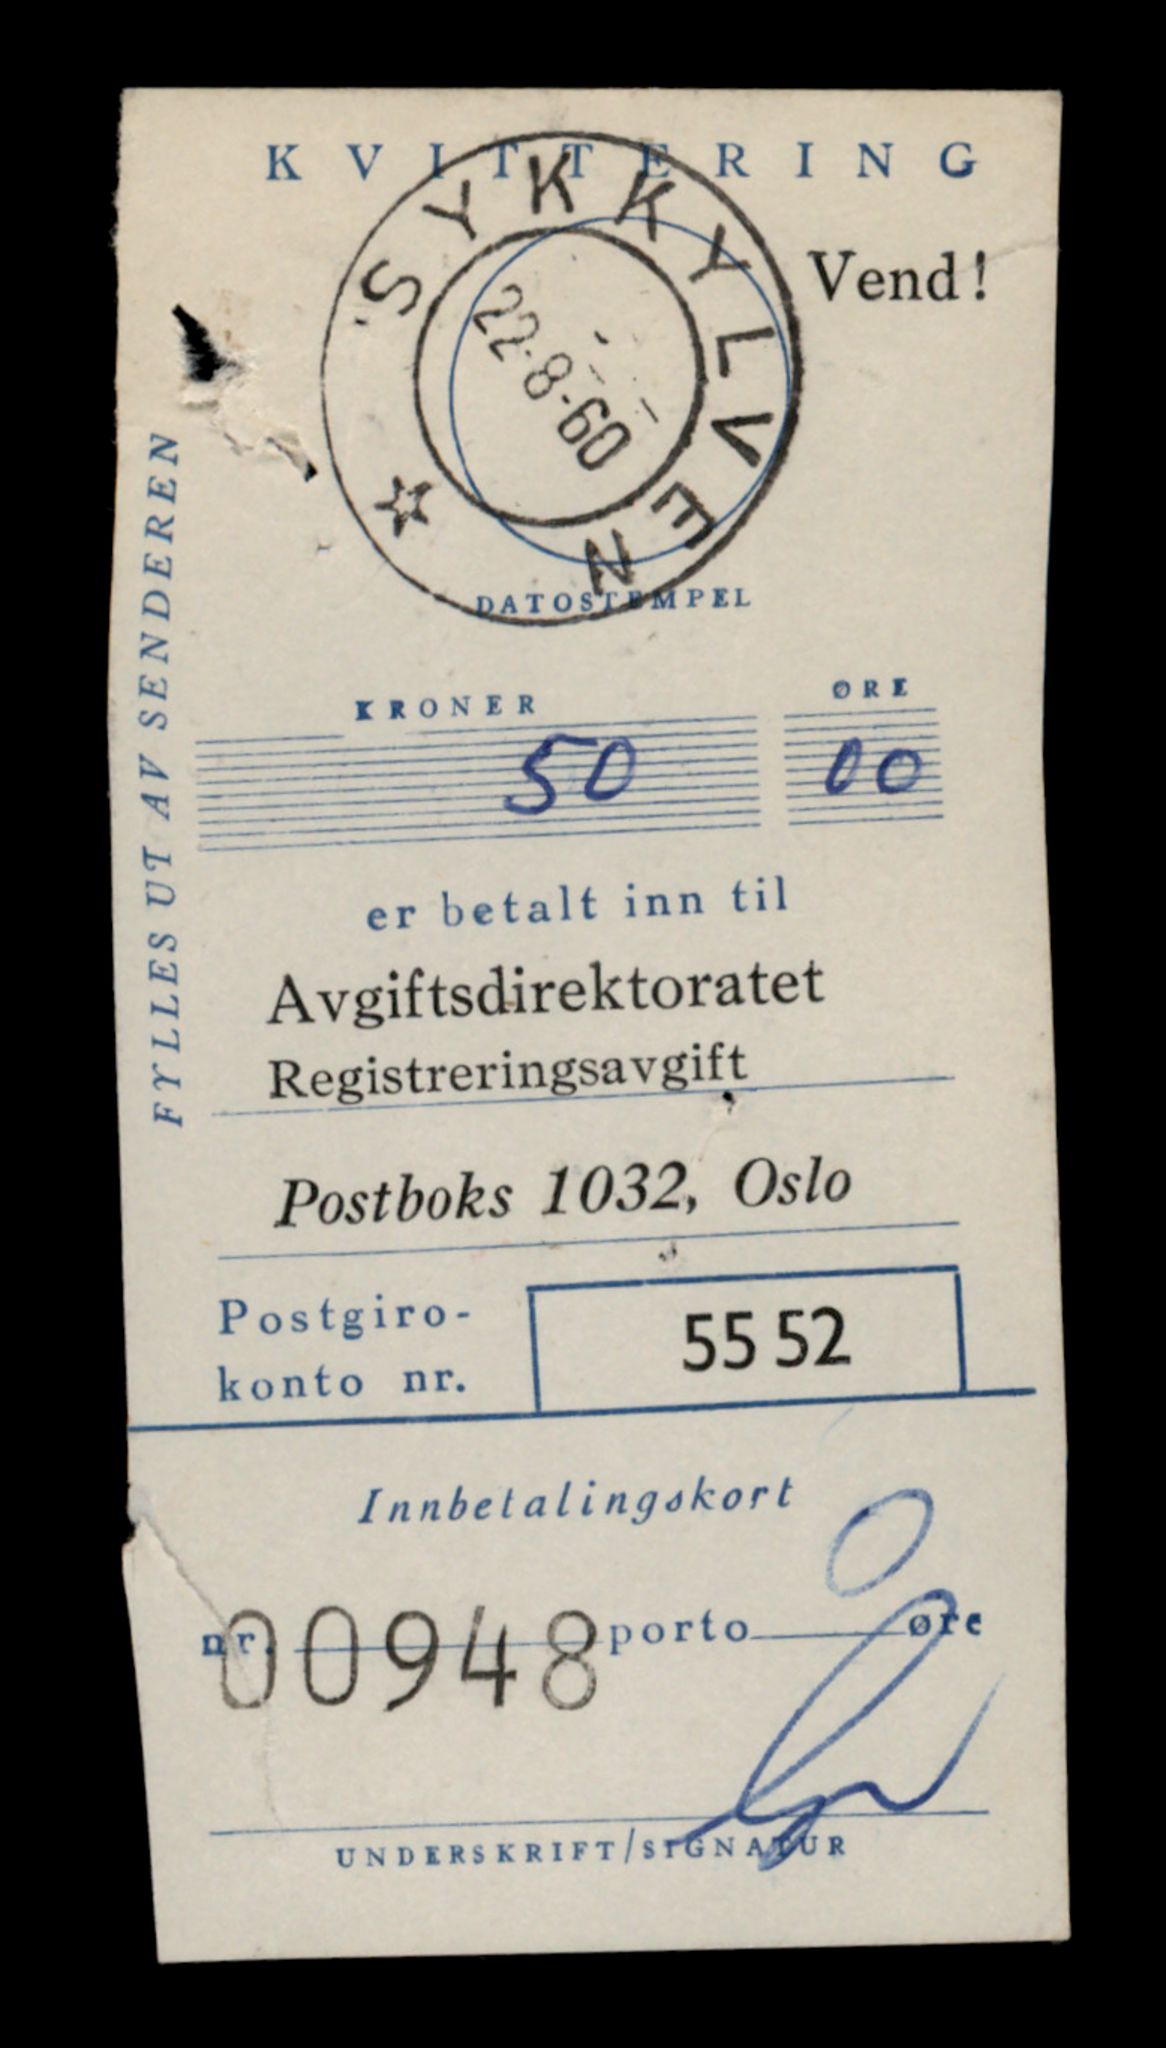 KVITTERING
SYKKYLVEN
22-8-60
Vend!
DATOSTEMPEL
FYLLES UT AV SENDEREN
KRONER ØRE
50 00
er betalt inn til
Avgiftsdirektoratet
Registreringsavgift
Postboks 1032, Oslo
Postgiro-
konto nr.
55 52
Innbetalingskort
nr. 00948 porto 0 øre
UNDERSKRIFT/SIGNATUR